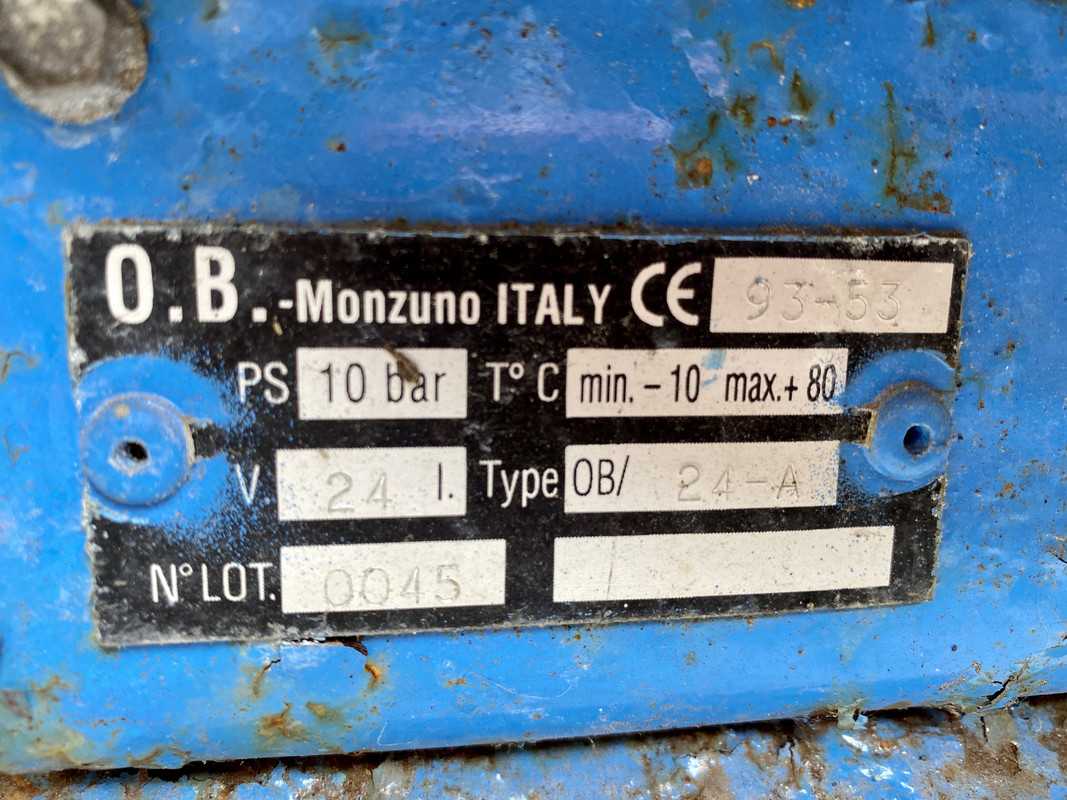 O.B.-Monzuno ITALY CE 93-53
PS 10 bar T° C min. -10 max.+80
V. 24 l. Type OB/ 24-A
N° LOT. 0045